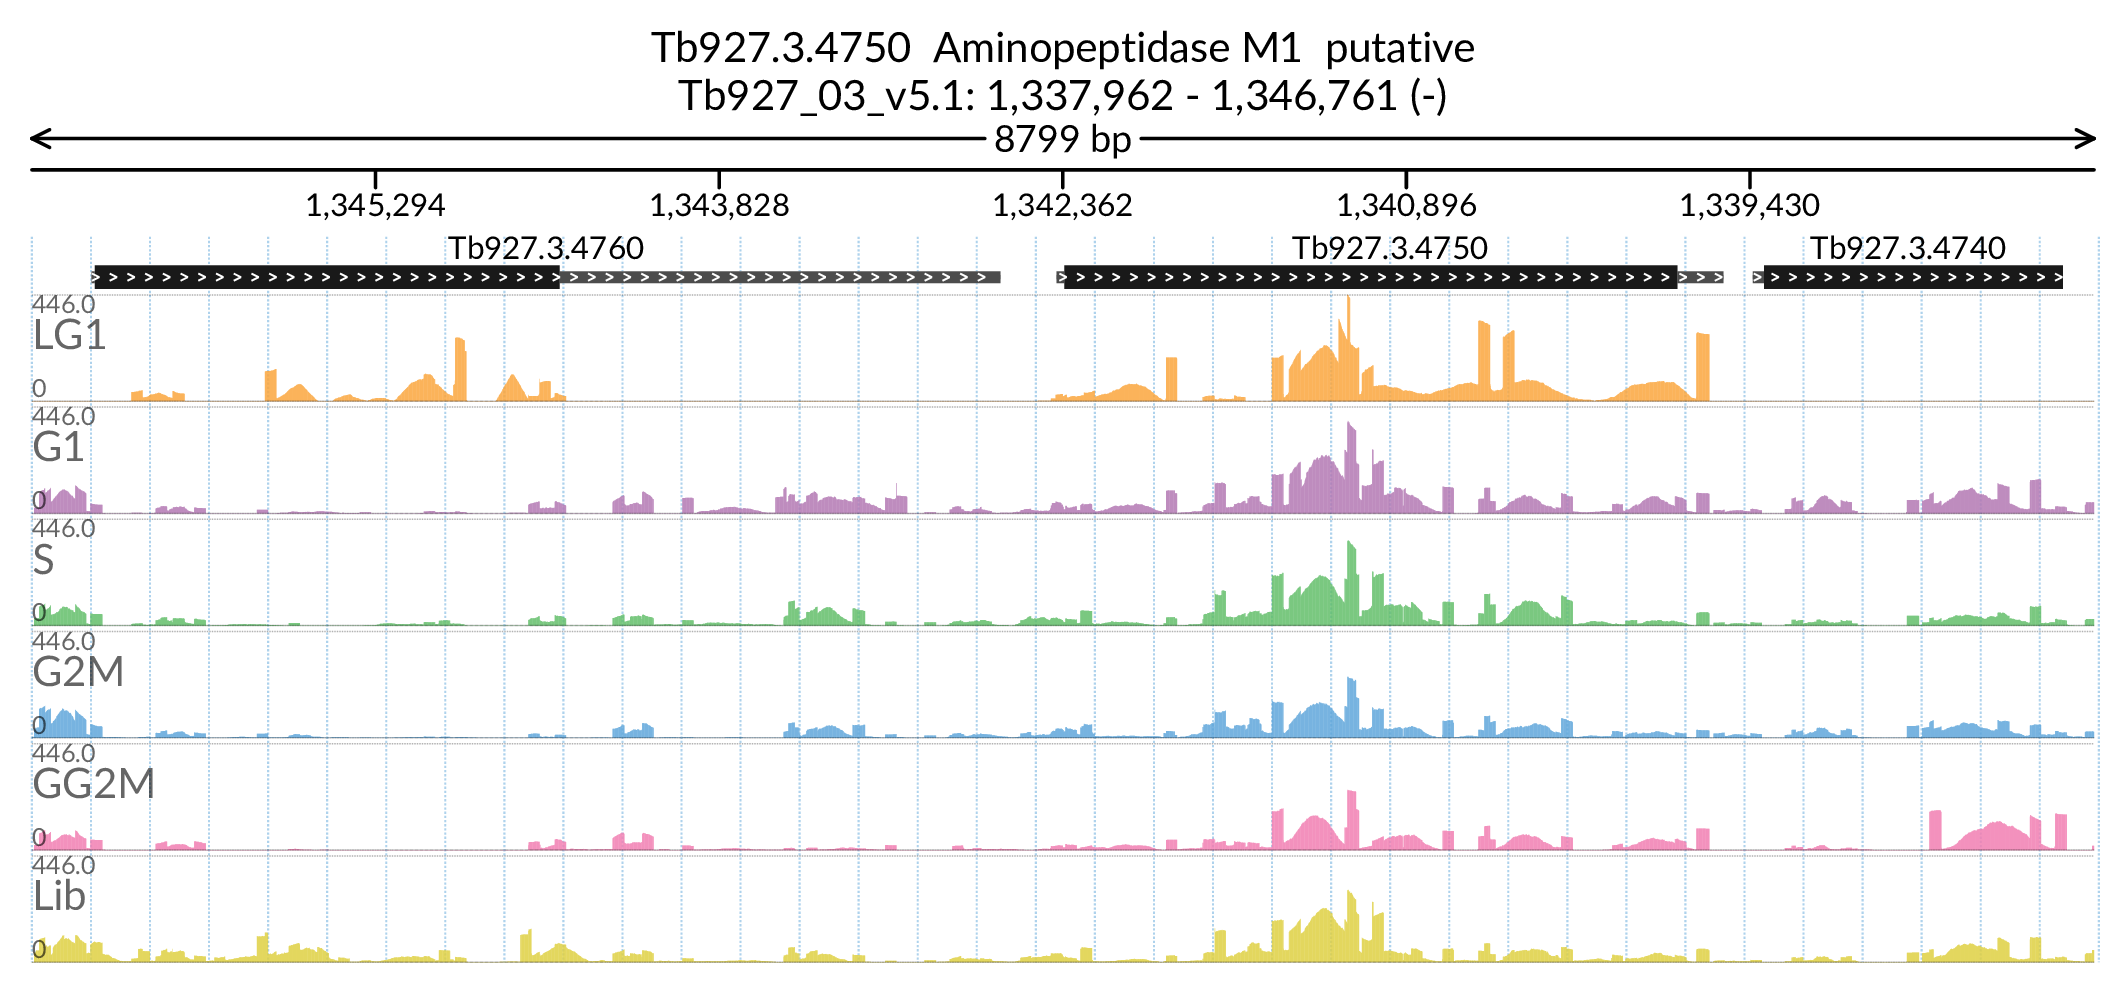 Tb927.3.4750  Aminopeptidase M1  putative
Tb927_03_v5.1: 1,337,962 - 1,346,761 (-)
8799 bp
1,345,294 1,343,828 1,342,362 1,340,896 1,339,430
Tb927.3.4760 Tb927.3.4750 Tb927.3.4740
446.0
LG1
0
446.0
G1
0
446.0
S
0
446.0
G2M
0
446.0
GG2M
0
446.0
Lib
0